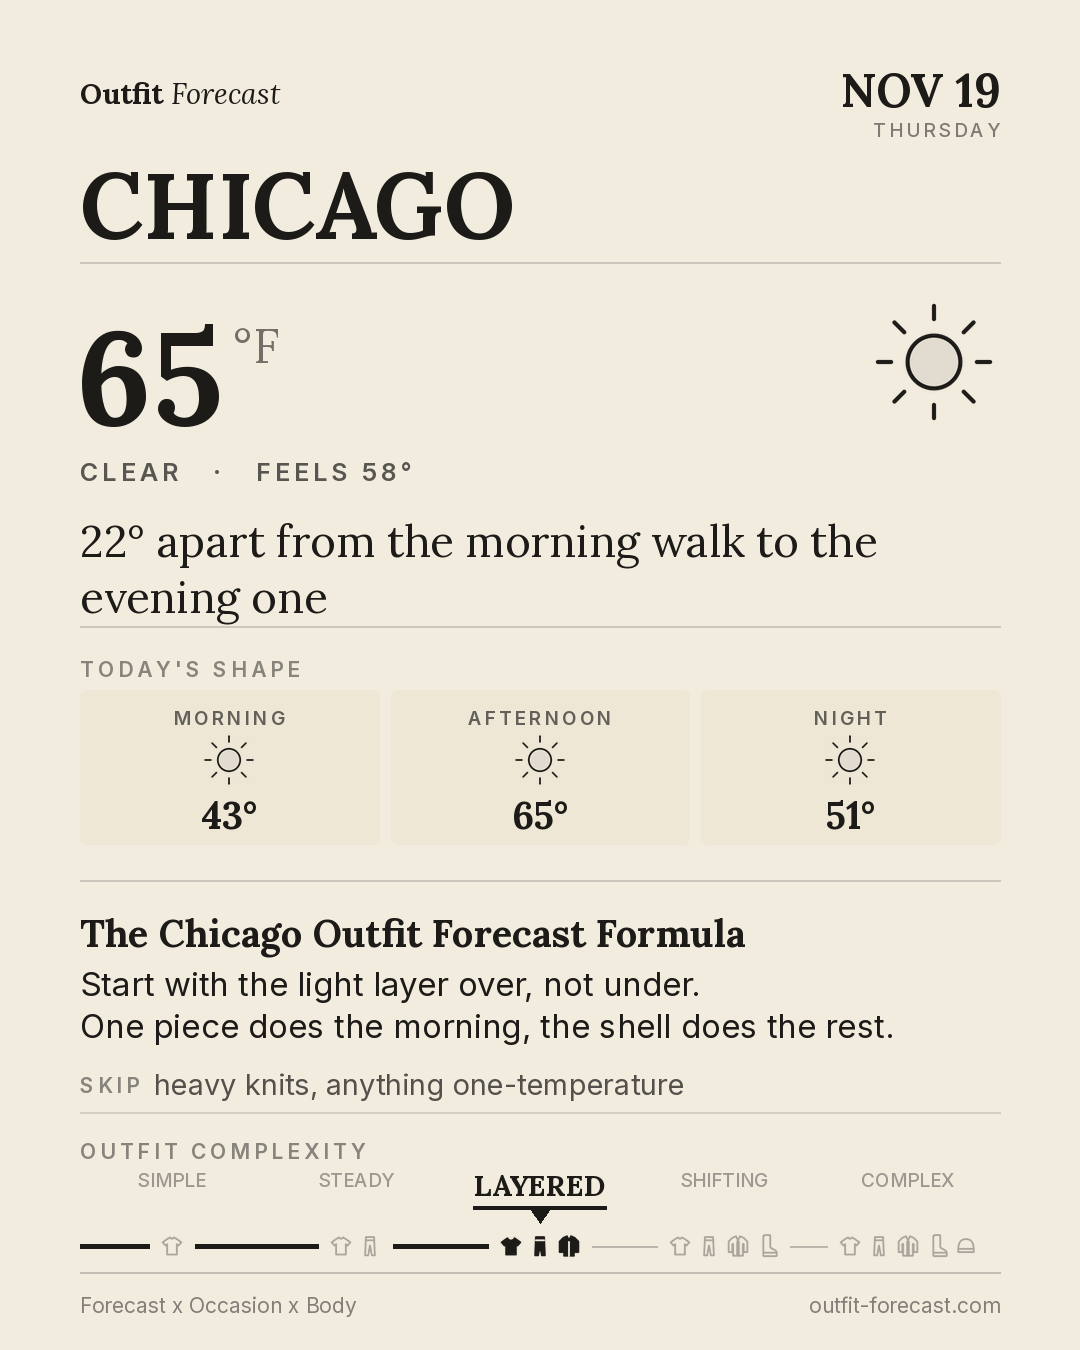 Outfit Forecast
NOV 19
THURSDAY
CHICAGO
65 °F
CLEAR · FEELS 58°
22° apart from the morning walk to the
evening one
TODAY'S SHAPE
MORNING
43°
AFTERNOON
65°
NIGHT
51°
The Chicago Outfit Forecast Formula
Start with the light layer over, not under.
One piece does the morning, the shell does the rest.
SKIP heavy knits, anything one-temperature
OUTFIT COMPLEXITY
SIMPLE STEADY LAYERED SHIFTING COMPLEX
Forecast x Occasion x Body
outfit-forecast.com